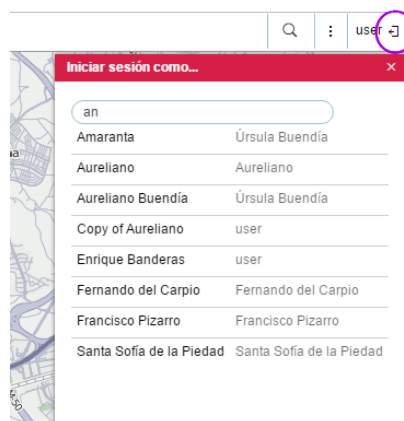 user
Iniciar sesión como... ×
an
Amaranta Úrsula Buendía
Aureliano Aureliano
Aureliano Buendía Úrsula Buendía
Copy of Aureliano user
Enrique Banderas user
Fernando del Carpio Fernando del Carpio
Francisco Pizarro Francisco Pizarro
Santa Sofía de la Piedad Santa Sofía de la Piedad